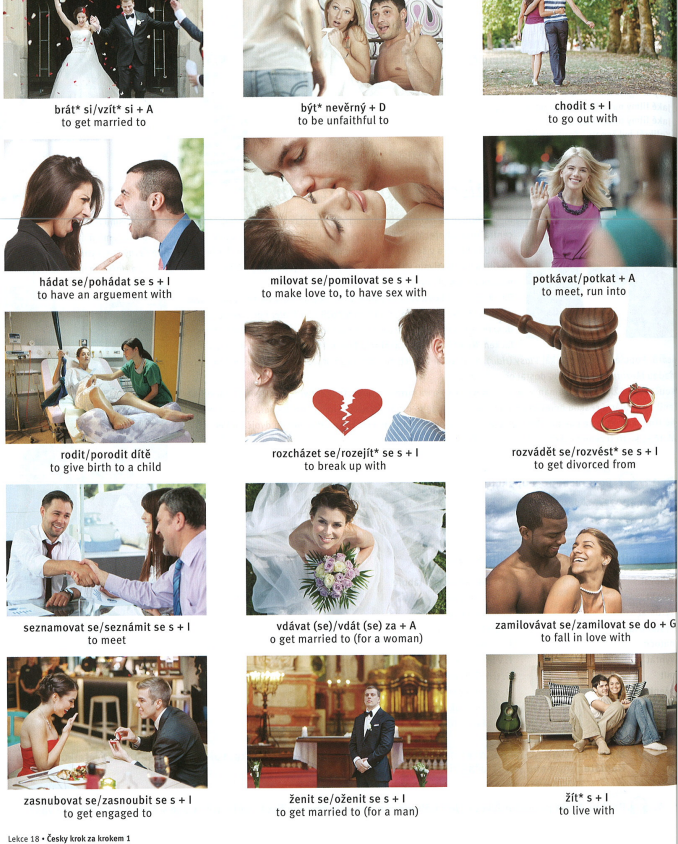 brát* si/vzít* si + A
to get married to
být* nevěrný + D
to be unfaithful to
chodit s + I
to go out with
hádat se/pohádat se s + I
to have an arguement with
milovat se/pomilovat se s + I
to make love to, to have sex with
potkávat/potkat + A
to meet, run into
rodit/porodit dítě
to give birth to a child
rozcházet se/rozejít* se s + I
to break up with
rozvádět se/rozvést* se s + I
to get divorced from
seznamovat se/seznámit se s + I
to meet
vdávat (se)/vdát (se) za + A
o get married to (for a woman)
zamilovávat se/zamilovat se do + G
to fall in love with
zasnubovat se/zasnoubit se s + I
to get engaged to
ženit se/oženit se s + I
to get married to (for a man)
žít* s + I
to live with
Lekce 18 • Česky krok za krokem 1